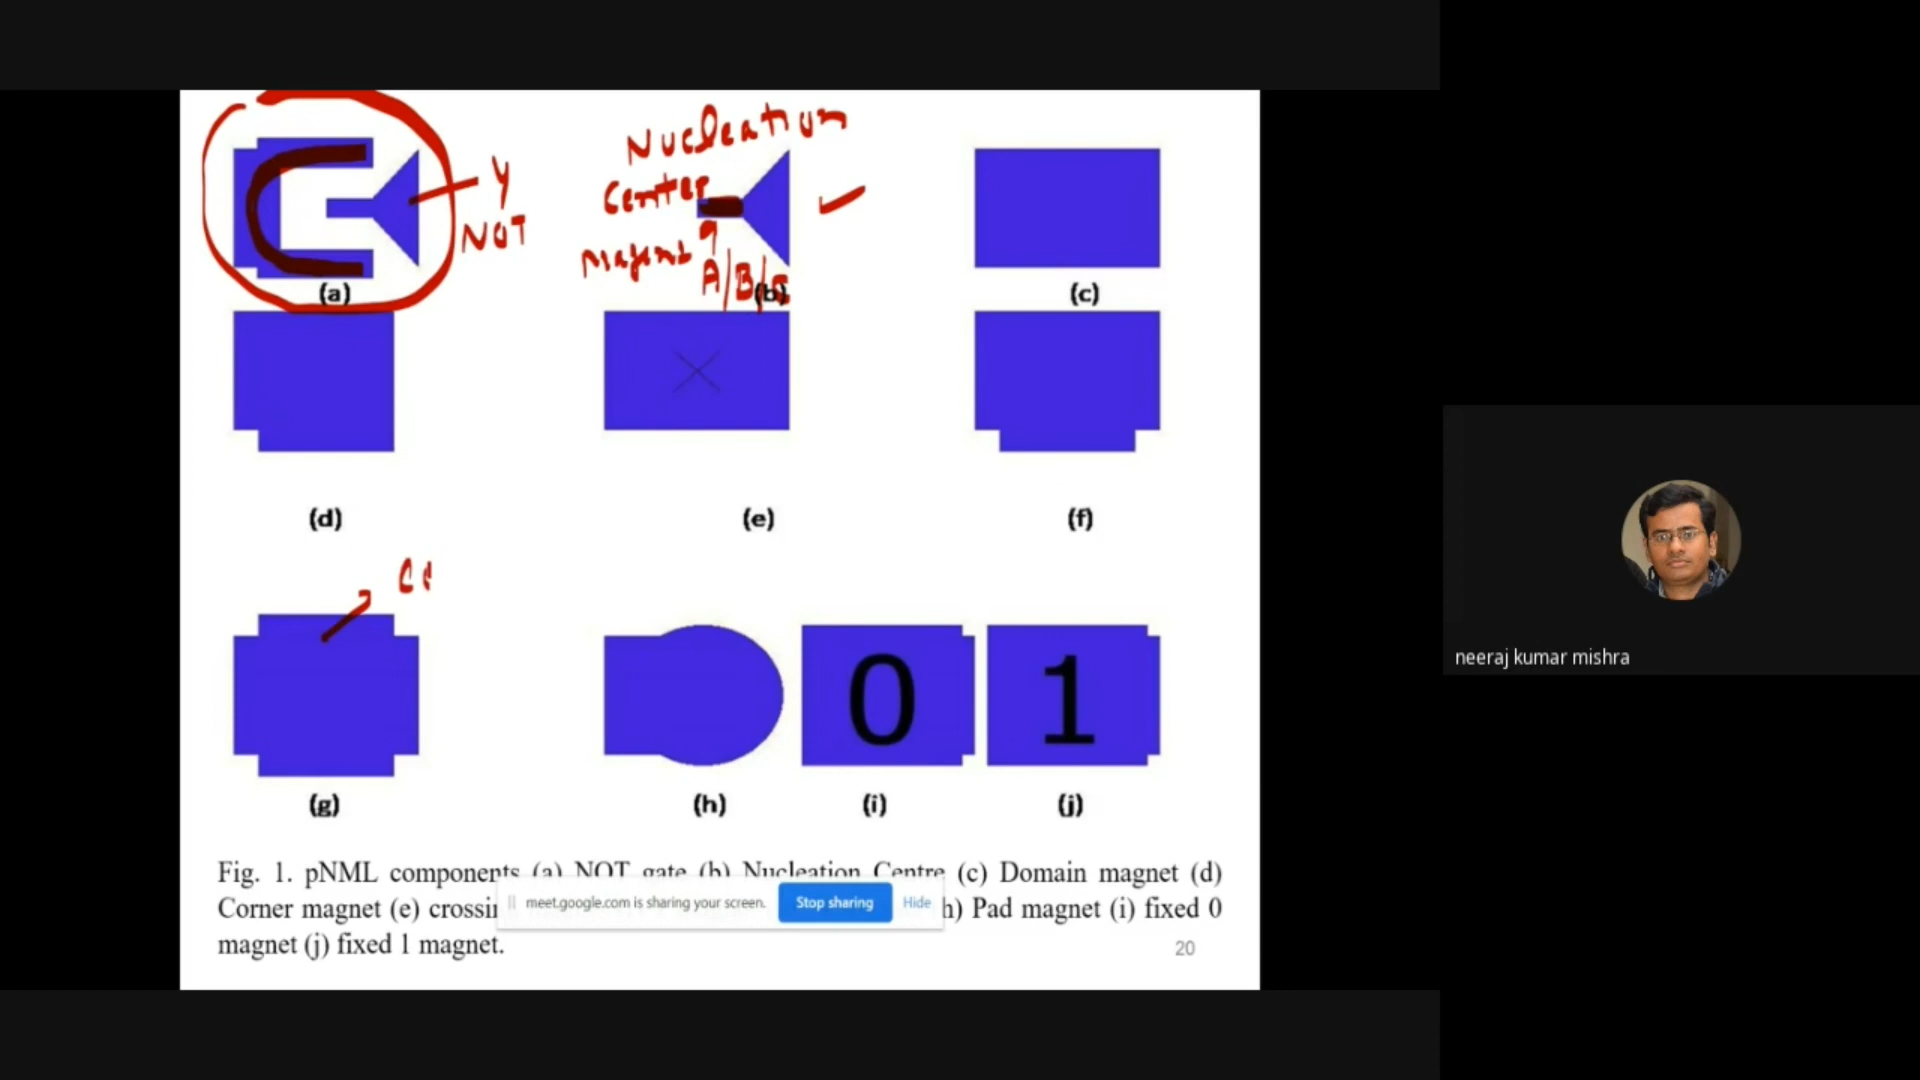 Nucleation
Center
Y
NOT
A/B/
(a)
(b)
(c)
(d)
(e)
(f)
0
1
(g)
(h)
(i)
(j)
Fig. 1. pNML components (a) NOT gate (b) Nucleation Centre (c) Domain magnet (d)
Corner magnet (e) h) Pad magnet (i) fixed 0
magnet (j) fixed 1 magnet.
meet.google.com is sharing your screen. Stop sharing Hide
20
neeraj kumar mishra